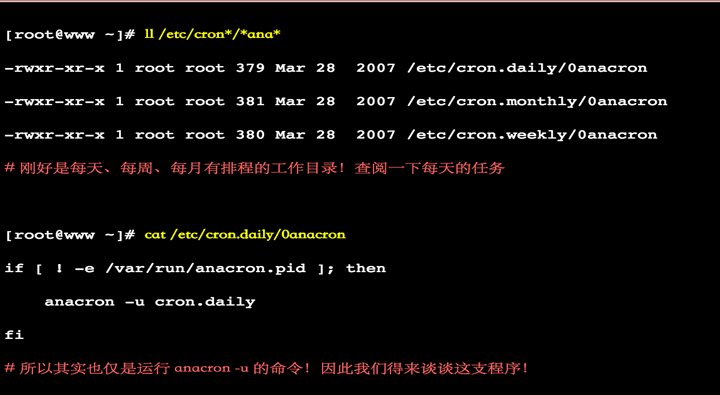 [root@www ~]# ll /etc/cron*/*ana*
-rwxr-xr-x 1 root root 379 Mar 28  2007 /etc/cron.daily/0anacron
-rwxr-xr-x 1 root root 381 Mar 28  2007 /etc/cron.monthly/0anacron
-rwxr-xr-x 1 root root 380 Mar 28  2007 /etc/cron.weekly/0anacron
# 刚好是每天、每周、每月有排程的工作目录！查阅一下每天的任务
[root@www ~]# cat /etc/cron.daily/0anacron
if [ ! -e /var/run/anacron.pid ]; then
    anacron -u cron.daily
fi
# 所以其实也仅是运行 anacron -u 的命令！因此我们得来谈谈这支程序！